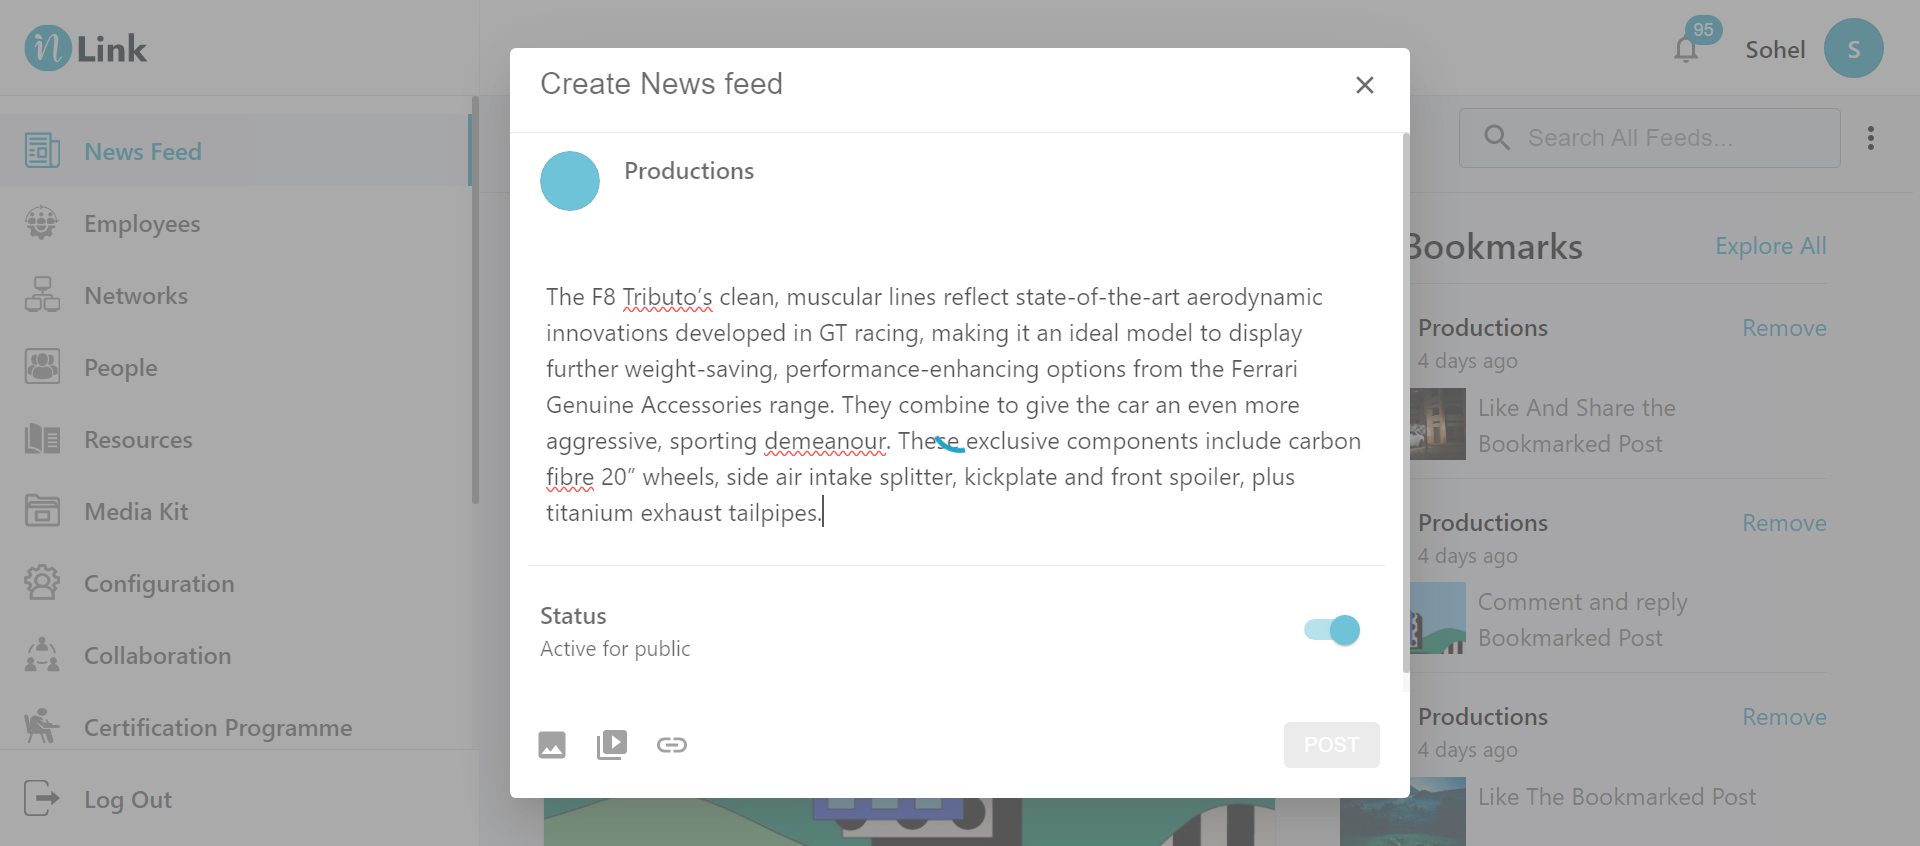 n Link
95
Sohel
S
News Feed
Employees
Networks
People
Resources
Media Kit
Configuration
Collaboration
Certification Programme
Log Out
Create News feed
Productions
The F8 Tributo’s clean, muscular lines reflect state-of-the-art aerodynamic
innovations developed in GT racing, making it an ideal model to display
further weight-saving, performance-enhancing options from the Ferrari
Genuine Accessories range. They combine to give the car an even more
aggressive, sporting demeanour. These exclusive components include carbon
fibre 20” wheels, side air intake splitter, kickplate and front spoiler, plus
titanium exhaust tailpipes.
Status
Active for public
POST
Search All Feeds...
Bookmarks
Explore All
Productions
Remove
4 days ago
Like And Share the
Bookmarked Post
Productions
Remove
4 days ago
Comment and reply
Bookmarked Post
Productions
Remove
4 days ago
Like The Bookmarked Post